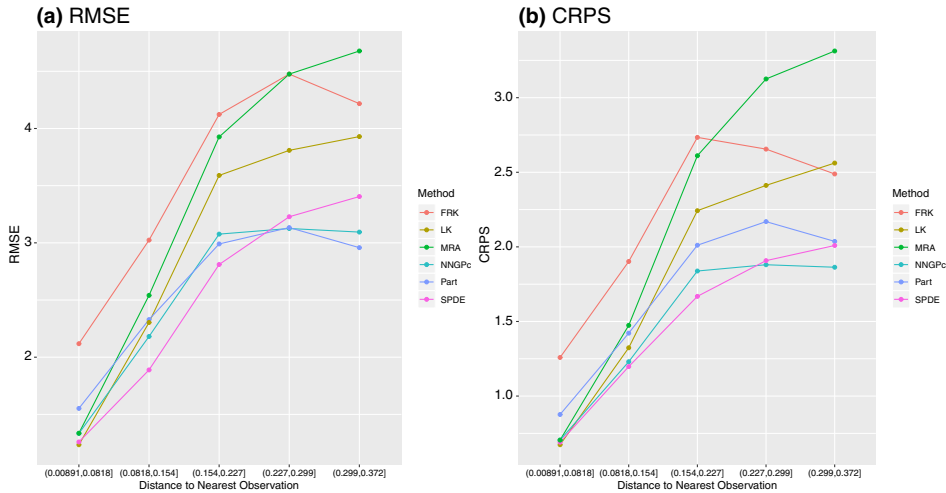 (a) RMSE
RMSE
4
3
2
(0.00891,0.0818]
(0.0818,0.154]
(0.154,0.227]
(0.227,0.299]
(0.299,0.372]
Distance to Nearest Observation
Method
FRK
LK
MRA
NNGPc
Part
SPDE
(b) CRPS
CRPS
3.0
2.5
2.0
1.5
1.0
(0.00891,0.0818]
(0.0818,0.154]
(0.154,0.227]
(0.227,0.299]
(0.299,0.372]
Distance to Nearest Observation
Method
FRK
LK
MRA
NNGPc
Part
SPDE